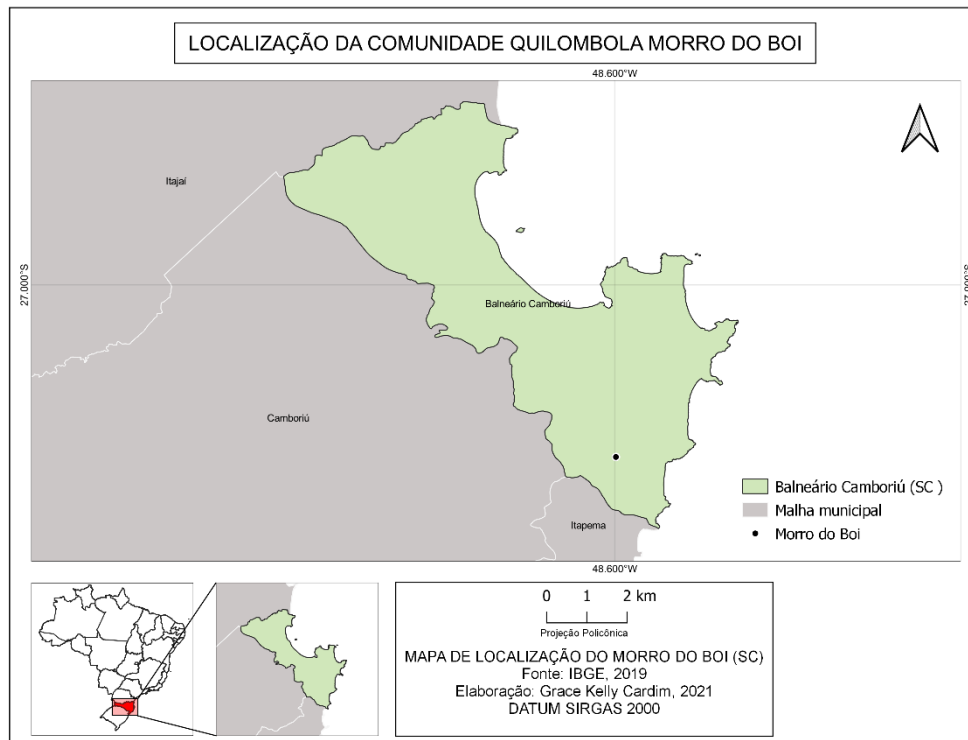 LOCALIZAÇÃO DA COMUNIDADE QUILOMBOLA MORRO DO BOI
48.600°W
Itajaí
27.000°S
27.000°S
Balneário Camboriú
Camboriú
Itapema
Balneário Camboriú (SC )
Malha municipal
Morro do Boi
48.600°W
0 1 2 km
Projeção Policônica
MAPA DE LOCALIZAÇÃO DO MORRO DO BOI (SC)
Fonte: IBGE, 2019
Elaboração: Grace Kelly Cardim, 2021
DATUM SIRGAS 2000